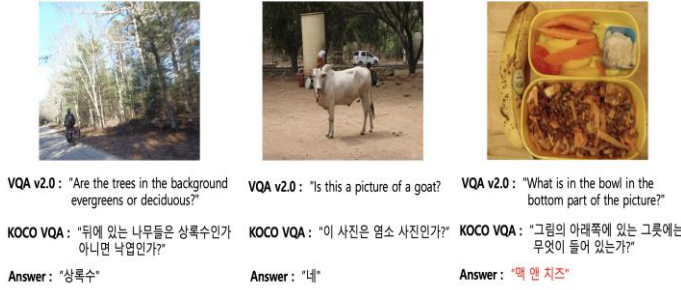 VQA v2.0 : "Are the trees in the background
evergreens or deciduous?"
KOCO VQA : "뒤에 있는 나무들은 상록수인가
아니면 낙엽인가?"
Answer : "상록수"
VQA v2.0 : "Is this a picture of a goat?
KOCO VQA : "이 사진은 염소 사진인가?"
Answer : "네"
VQA v2.0 : "What is in the bowl in the
bottom part of the picture?"
KOCO VQA : "그림의 아래쪽에 있는 그릇에는
무엇이 들어 있는가?"
Answer : "맥 앤 치즈"